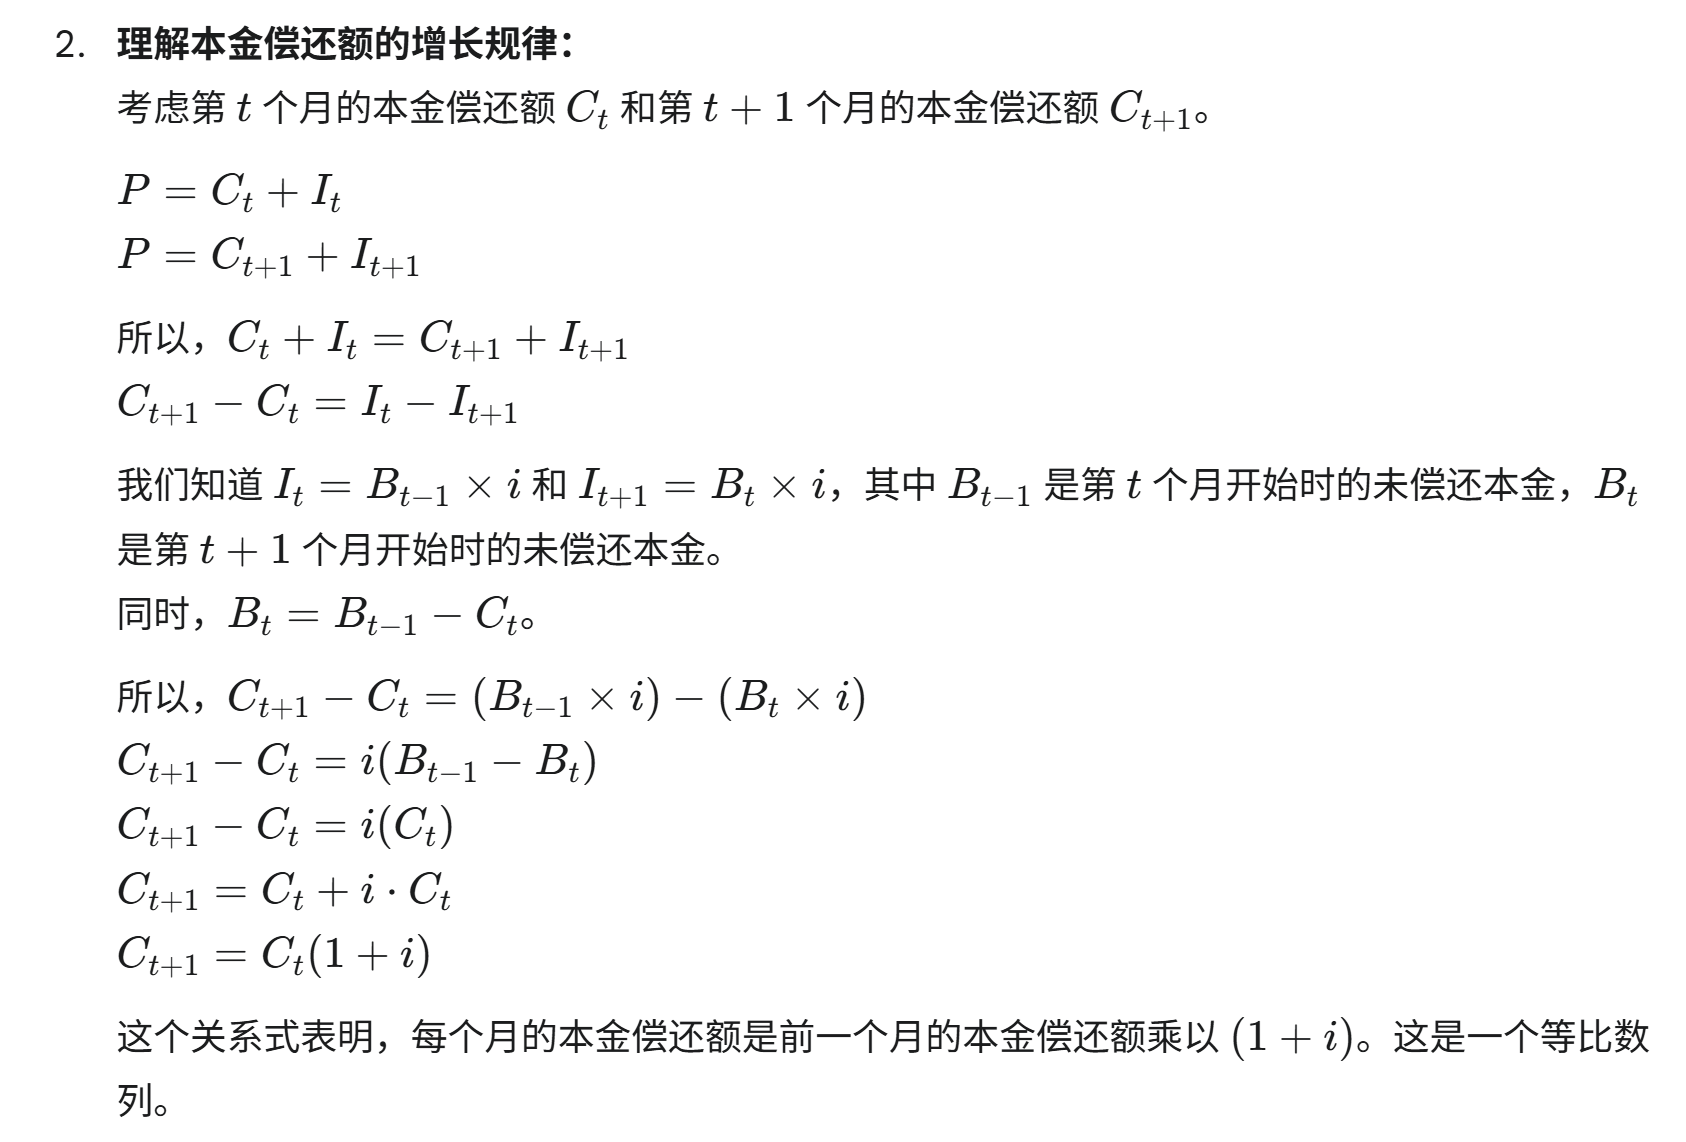 2. 理解本金偿还额的增长规律：
考虑第 t 个月的本金偿还额 C_t 和第 t + 1 个月的本金偿还额 C_{t+1}。
P = C_t + I_t
P = C_{t+1} + I_{t+1}
所以，C_t + I_t = C_{t+1} + I_{t+1}
C_{t+1} − C_t = I_t − I_{t+1}
我们知道 I_t = B_{t−1} × i 和 I_{t+1} = B_t × i，其中 B_{t−1} 是第 t 个月开始时的未偿还本金，B_t
是第 t + 1 个月开始时的未偿还本金。
同时，B_t = B_{t−1} − C_t。
所以，C_{t+1} − C_t = (B_{t−1} × i) − (B_t × i)
C_{t+1} − C_t = i(B_{t−1} − B_t)
C_{t+1} − C_t = i(C_t)
C_{t+1} = C_t + i · C_t
C_{t+1} = C_t(1 + i)
这个关系式表明，每个月的本金偿还额是前一个月的本金偿还额乘以 (1 + i)。这是一个等比数
列。